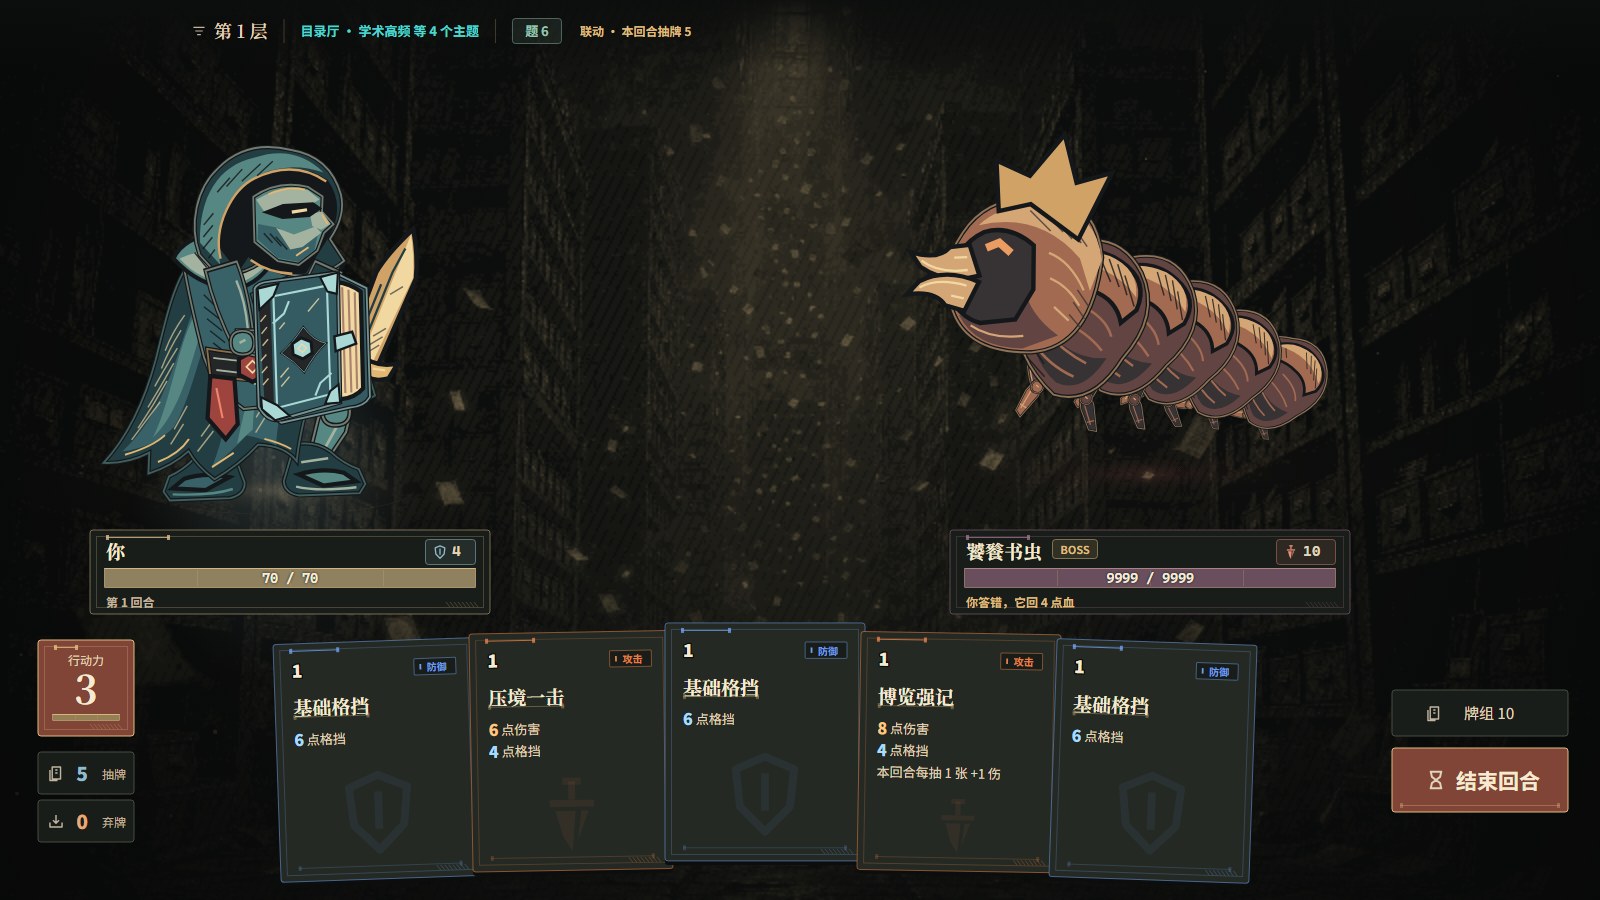 第 1 层
目录厅 · 学术高频 等 4 个主题
题 6
联动 · 本回合抽牌 5
你
4
70 / 70
第 1 回合
饕餮书虫
BOSS
10
9999 / 9999
你答错，它回 4 点血
行动力
3
5 抽牌
0 弃牌
1
防御
基础格挡
6 点格挡
1
攻击
压境一击
6 点伤害
4 点格挡
1
防御
基础格挡
6 点格挡
1
攻击
博览强记
8 点伤害
4 点格挡
本回合每抽 1 张 +1 伤
1
防御
基础格挡
6 点格挡
牌组 10
结束回合